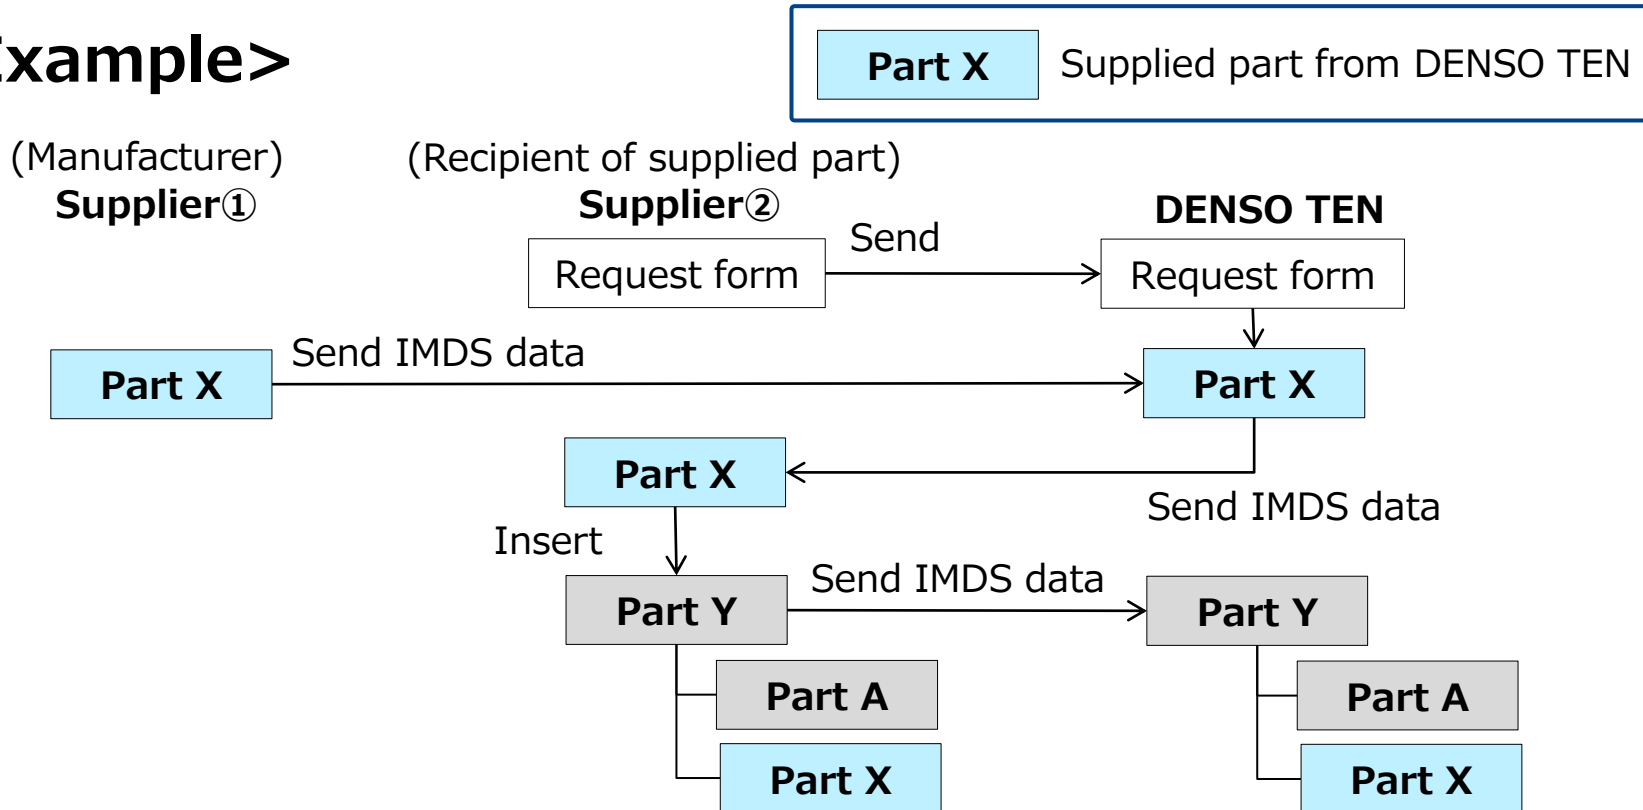 Example>
Part X Supplied part from DENSO TEN
(Manufacturer)
Supplier①
(Recipient of supplied part)
Supplier②
DENSO TEN
Request form
Send
Request form
Part X
Send IMDS data
Part X
Part X
Send IMDS data
Insert
Part Y
Send IMDS data
Part Y
Part A
Part A
Part X
Part X